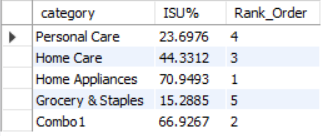 category ISU% Rank_Order
Personal Care 23.6976 4
Home Care 44.3312 3
Home Appliances 70.9493 1
Grocery & Staples 15.2885 5
Combo1 66.9267 2